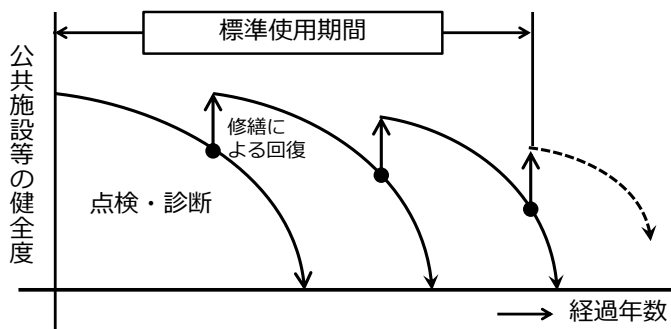 標準使用期間
公共施設等の健全度
修繕に
よる回復
点検・診断
経過年数